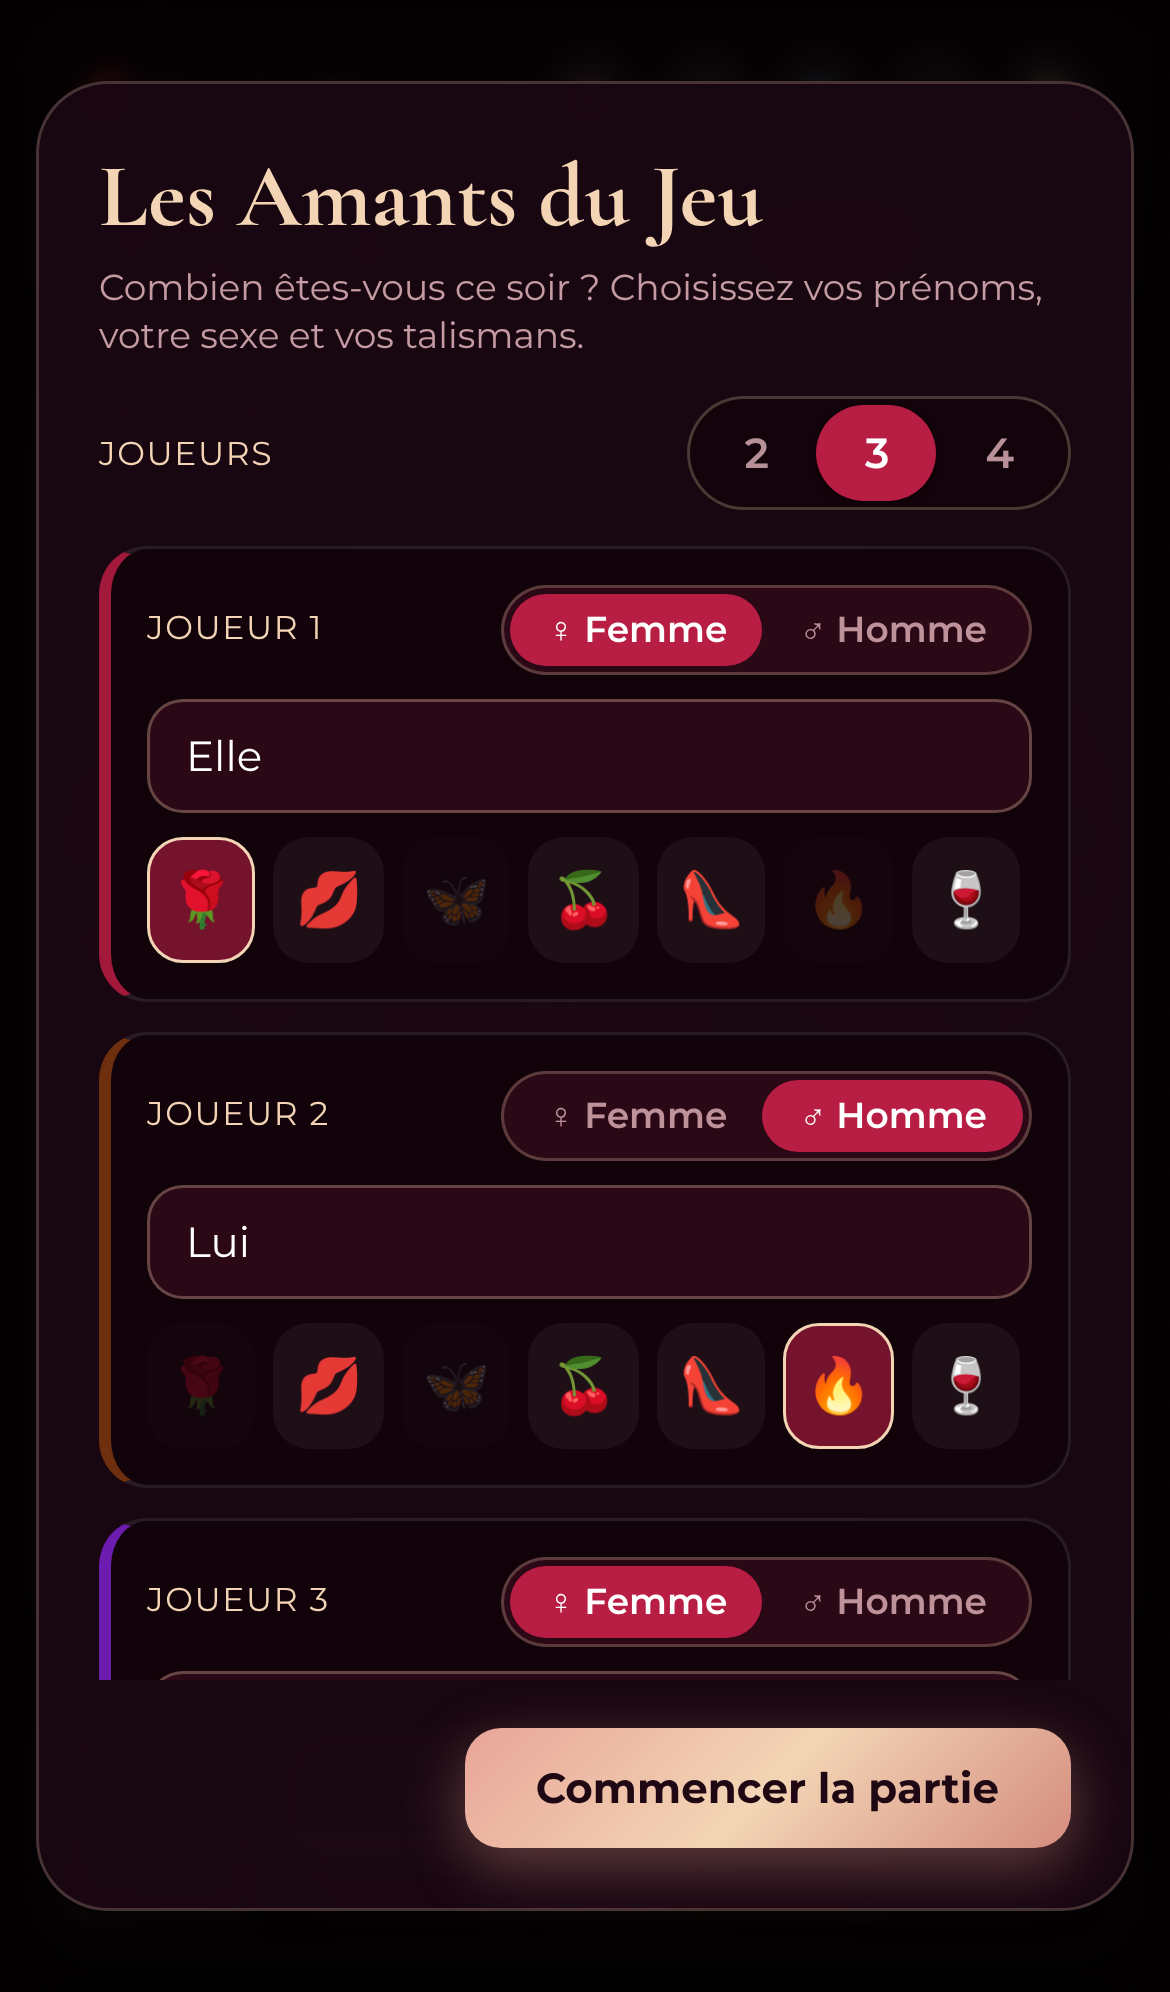 Les Amants du Jeu
Combien êtes-vous ce soir ? Choisissez vos prénoms,
votre sexe et vos talismans.
JOUEURS 2 3 4
JOUEUR 1 ♀ Femme ♂ Homme
Elle
JOUEUR 2 ♀ Femme ♂ Homme
Lui
JOUEUR 3 ♀ Femme ♂ Homme
Commencer la partie